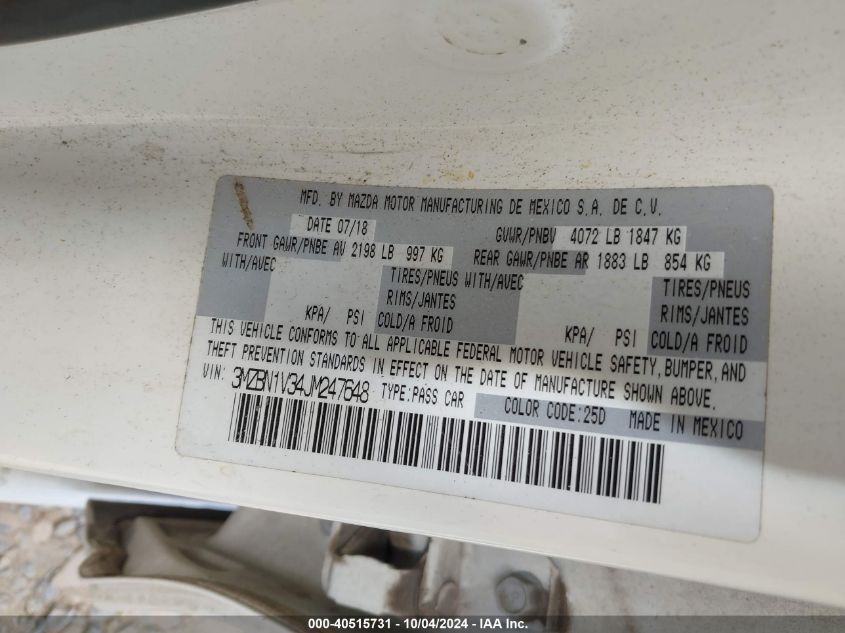 MFD. BY MAZDA MOTOR MANUFACTURING DE MEXICO S.A. DE C.V.
DATE 07/18 GVWR/PNBV 4072 LB 1847 KG
FRONT GAWR/PNBE AV 2198 LB 997 KG REAR GAWR/PNBE AR 1883 LB 854 KG
WITH/AVEC TIRES/PNEUS WITH/AVEC TIRES/PNEUS
RIMS/JANTES RIMS/JANTES
KPA/ PSI COLD/A FROID KPA/ PSI COLD/A FROID
THIS VEHICLE CONFORMS TO ALL APPLICABLE FEDERAL MOTOR VEHICLE SAFETY, BUMPER, AND
THEFT PREVENTION STANDARDS IN EFFECT ON THE DATE OF MANUFACTURE SHOWN ABOVE.
VIN: 3MZBN1V34JM247648 TYPE:PASS CAR
COLOR CODE:25D MADE IN MEXICO
000-40515731 - 10/04/2024 - IAA Inc.